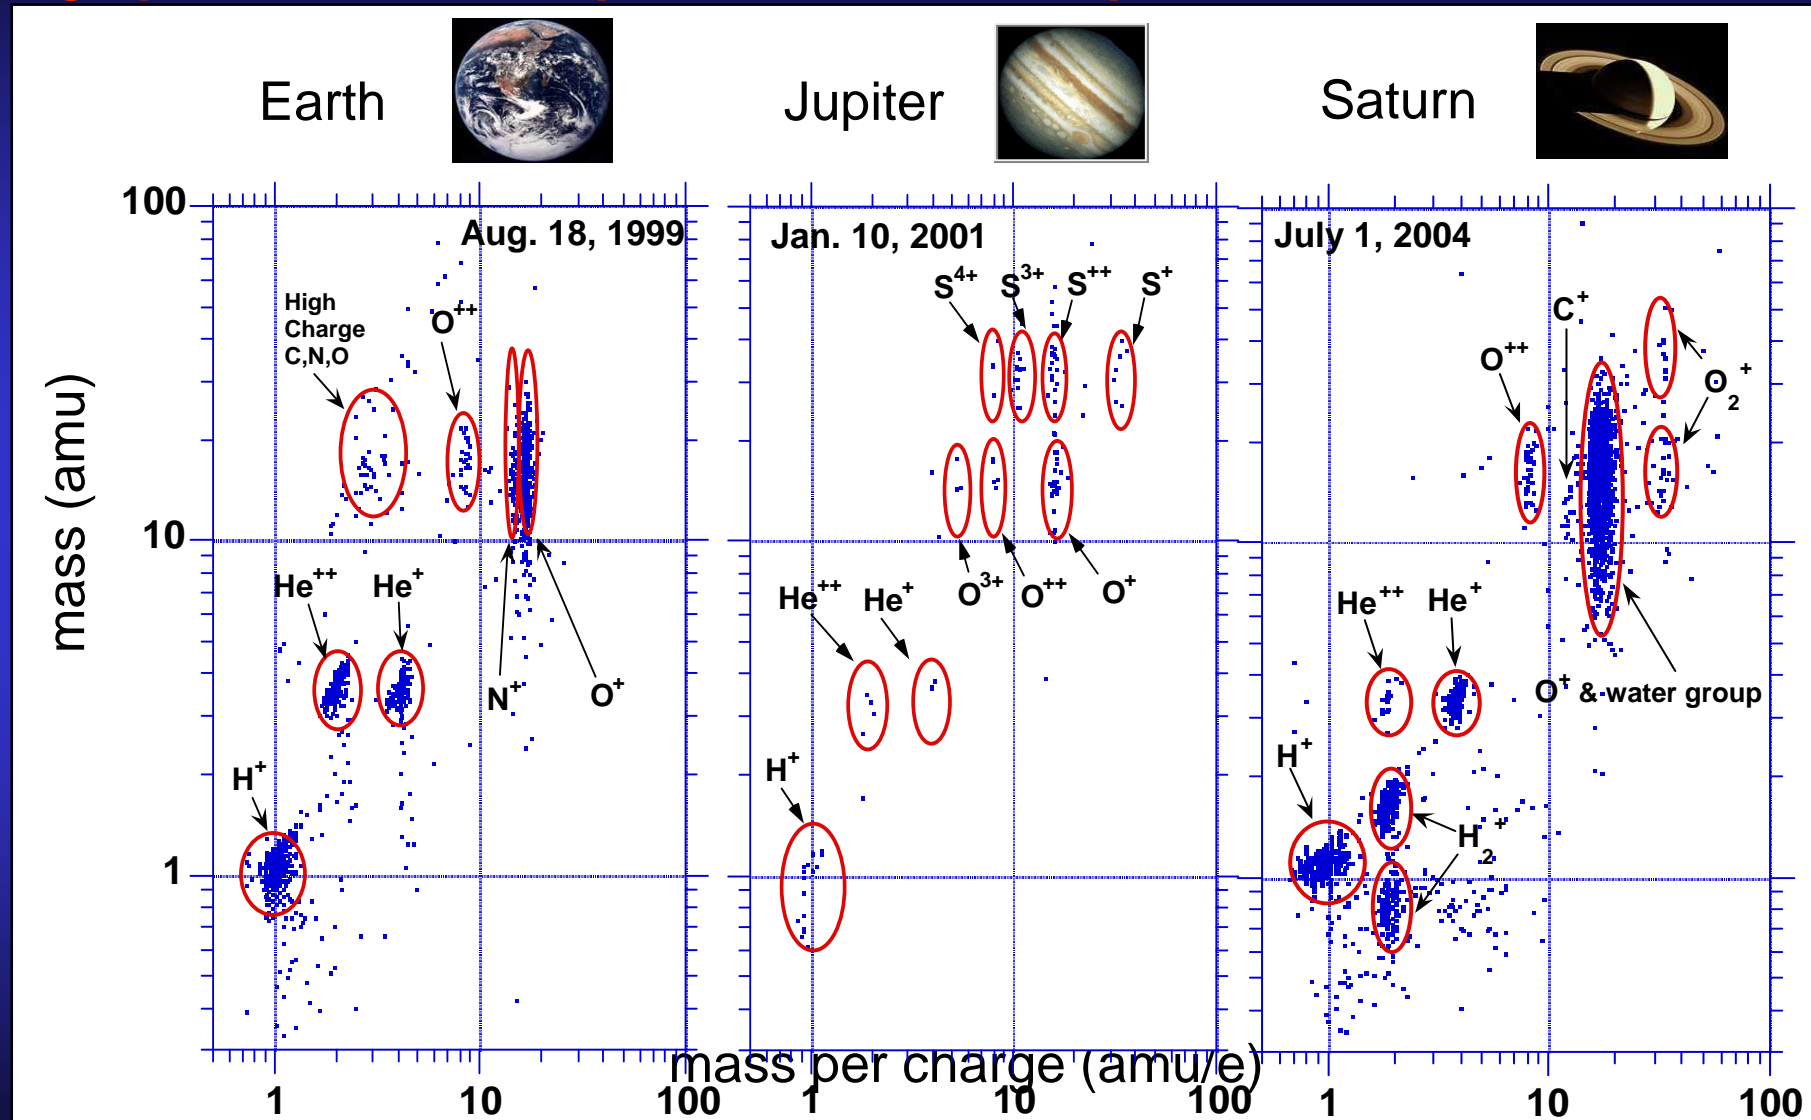 Earth
Jupiter
Saturn
mass (amu)
100
10
1
Aug. 18, 1999
High
Charge
C,N,O
O++
He++
He+
N+
O+
H+
Jan. 10, 2001
S4+
S3+
S++
S+
He++
He+
O3+
O++
O+
H+
July 1, 2004
C+
O++
O2+
He++
He+
O+ & water group
H+
H2+
mass per charge (amu/e)
1
10
100
1
10
100
1
10
100